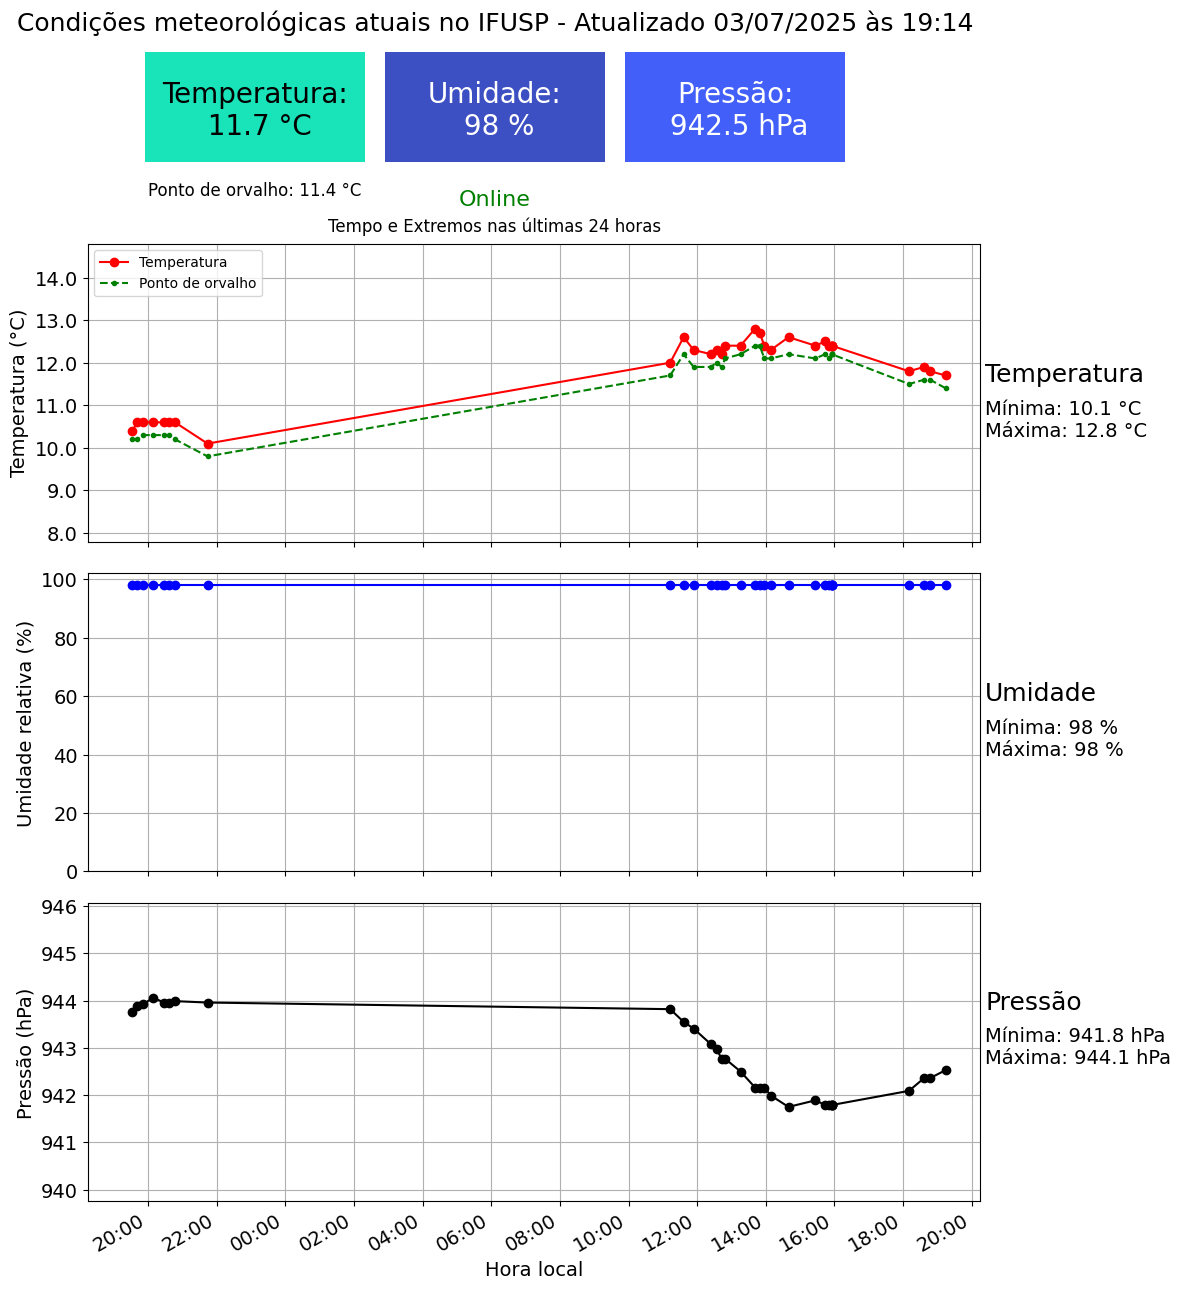 Condições meteorológicas atuais no IFUSP - Atualizado 03/07/2025 às 19:14
Temperatura:
11.7 °C
Umidade:
98 %
Pressão:
942.5 hPa
Ponto de orvalho: 11.4 °C
Online
Tempo e Extremos nas últimas 24 horas
Temperatura
Ponto de orvalho
Temperatura (°C)
14.0
13.0
12.0
11.0
10.0
9.0
8.0
Temperatura
Mínima: 10.1 °C
Máxima: 12.8 °C
Umidade relativa (%)
100
80
60
40
20
0
Umidade
Mínima: 98 %
Máxima: 98 %
Pressão (hPa)
946
945
944
943
942
941
940
Pressão
Mínima: 941.8 hPa
Máxima: 944.1 hPa
20:00 22:00 00:00 02:00 04:00 06:00 08:00 10:00 12:00 14:00 16:00 18:00 20:00
Hora local